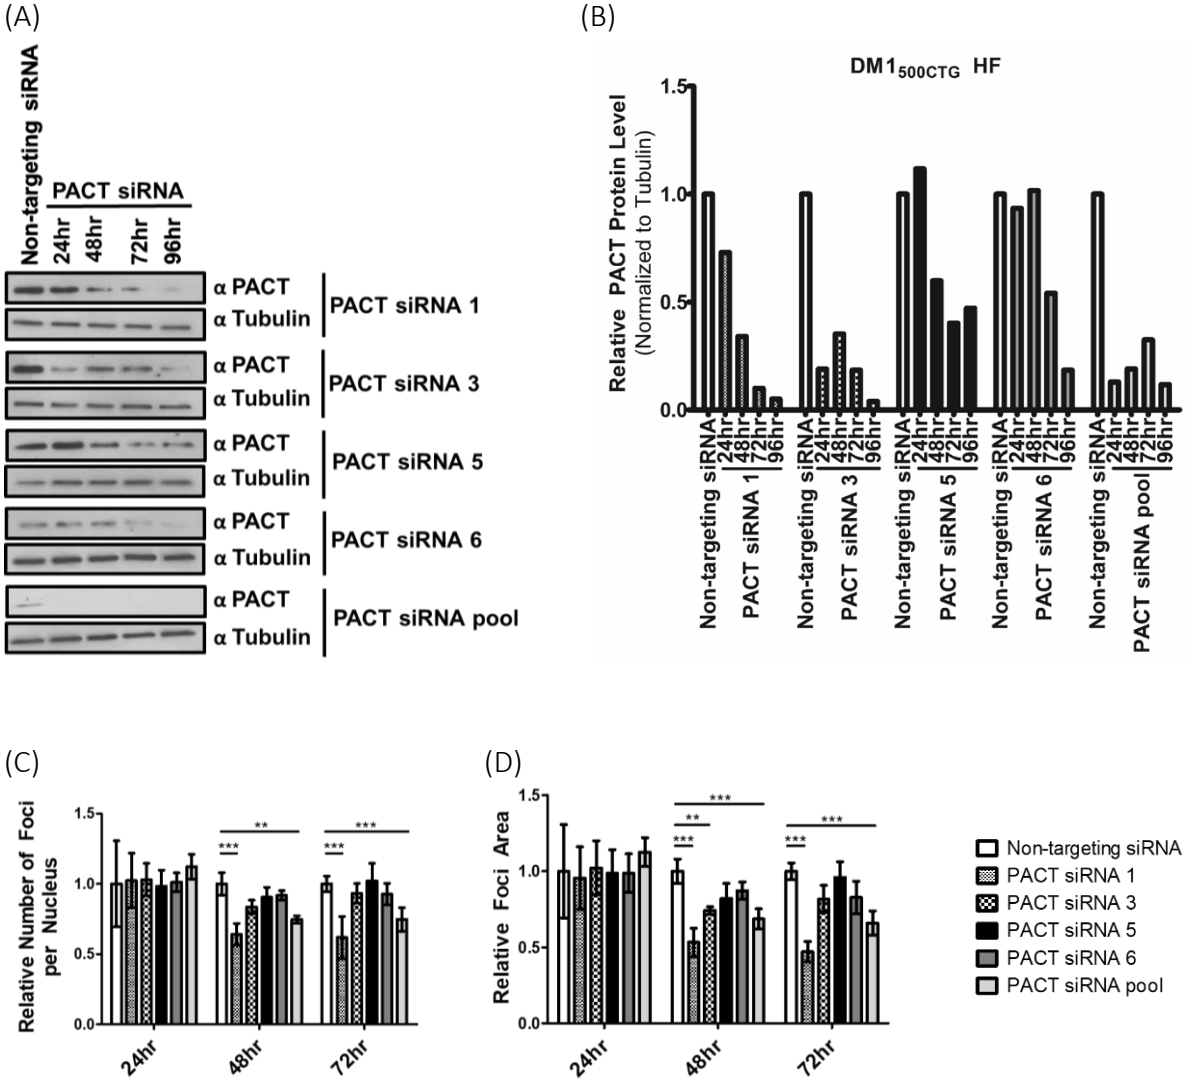 (A)
Non-targeting siRNA
PACT siRNA
24hr
48hr
72hr
96hr
α PACT
α Tubulin
PACT siRNA 1
α PACT
α Tubulin
PACT siRNA 3
α PACT
α Tubulin
PACT siRNA 5
α PACT
α Tubulin
PACT siRNA 6
α PACT
α Tubulin
PACT siRNA pool
(B)
DM1500CTG HF
Relative PACT Protein Level
(Normalized to Tubulin)
1.5
1.0
0.5
0.0
Non-targeting siRNA
24hr
48hr
72hr
96hr
PACT siRNA 1
Non-targeting siRNA
24hr
48hr
72hr
96hr
PACT siRNA 3
Non-targeting siRNA
24hr
48hr
72hr
96hr
PACT siRNA 5
Non-targeting siRNA
24hr
48hr
72hr
96hr
PACT siRNA 6
Non-targeting siRNA
24hr
48hr
72hr
96hr
PACT siRNA pool
(C)
Relative Number of Foci
per Nucleus
1.5
1.0
0.5
0.0
**
***
***
***
24hr
48hr
72hr
(D)
Relative Foci Area
1.5
1.0
0.5
0.0
***
**
***
***
***
24hr
48hr
72hr
Non-targeting siRNA
PACT siRNA 1
PACT siRNA 3
PACT siRNA 5
PACT siRNA 6
PACT siRNA pool